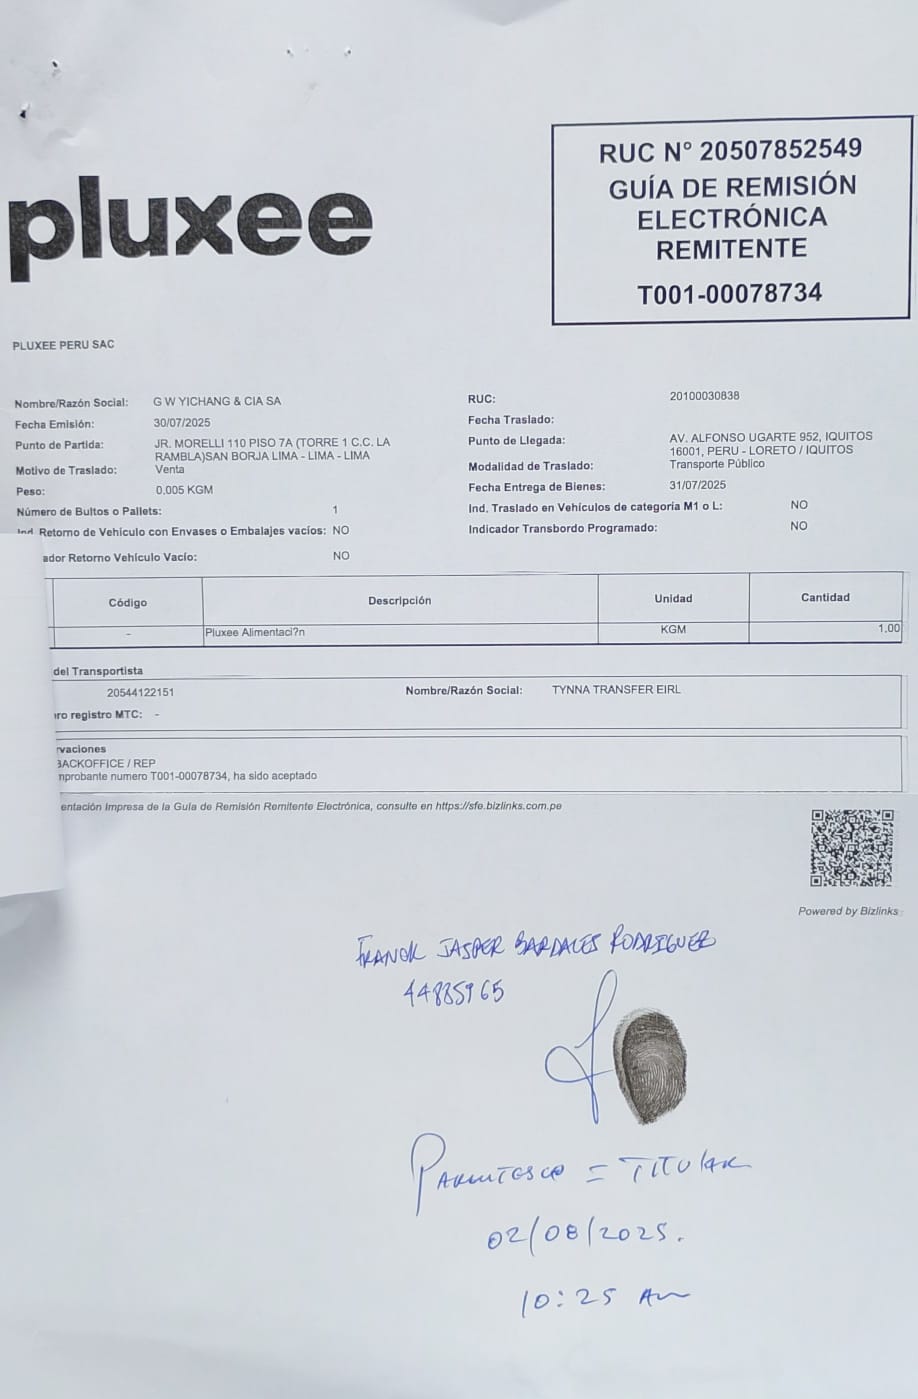 pluxee
RUC N° 20507852549
GUÍA DE REMISIÓN
ELECTRÓNICA
REMITENTE
T001-00078734
PLUXEE PERU SAC
Nombre/Razón Social: G W YICHANG & CIA SA
Fecha Emisión: 30/07/2025
Punto de Partida: JR. MORELLI 110 PISO 7A (TORRE 1 C.C. LA
RAMBLA)SAN BORJA LIMA - LIMA - LIMA
Motivo de Traslado: Venta
Peso: 0.005 KGM
Número de Bultos o Pallets: 1
Ind. Retorno de Vehículo con Envases o Embalajes vacíos: NO
ador Retorno Vehículo Vacío: NO
RUC: 20100030838
Fecha Traslado:
Punto de Llegada: AV. ALFONSO UGARTE 952, IQUITOS
16001, PERU - LORETO / IQUITOS
Modalidad de Traslado: Transporte Público
Fecha Entrega de Bienes: 31/07/2025
Ind. Traslado en Vehículos de categoría M1 o L: NO
Indicador Transbordo Programado: NO
Código Descripción Unidad Cantidad
- Pluxee Alimentaci?n KGM 1.00
del Transportista
20544122151 Nombre/Razón Social: TYNNA TRANSFER EIRL
ro registro MTC: -
rvaciones
BACKOFFICE / REP
mprobante numero T001-00078734, ha sido aceptado
entación Impresa de la Guía de Remisión Remitente Electrónica, consulte en https://sfe.bizlinks.com.pe
Powered by Bizlinks
FRANCK JASPER BARDALES RODRIGUEZ
44885965
PARENTESCO = TITULAR
02/08/2025.
10:25 AM